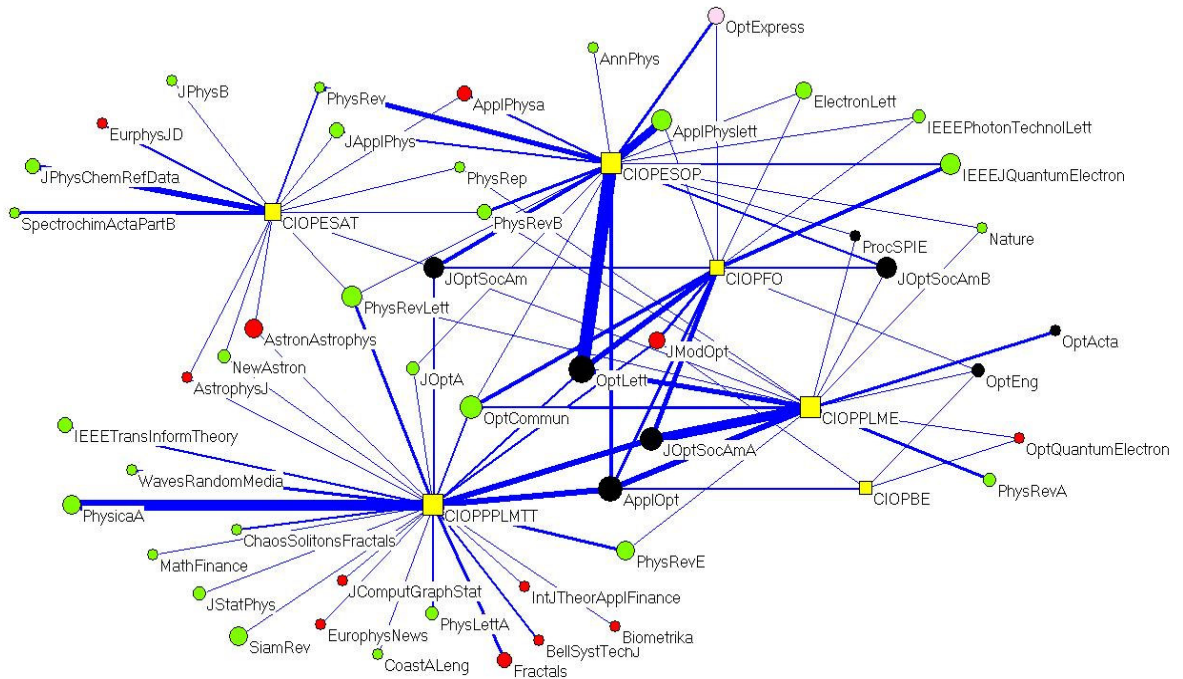 OptExpress
AnnPhys
JPhysB
PhysRev
ApplPhysa
ElectronLett
EurphysJD
JApplPhys
ApplPhyslett
IEEEPhotonTechnolLett
JPhysChemRefData
PhysRep
CIOPESOP
IEEEJQuantumElectron
SpectrochimActaPartB
CIOPESAT
PhysRevB
ProcSPIE
Nature
JOptSocAm
CIOPFO
JOptSocAmB
PhysRevLett
AstronAstrophys
JModOpt
OptActa
NewAstron
AstrophysJ
JOptA
OptLett
OptEng
OptCommun
CIOPPLME
IEEETransInformTheory
JOptSocAmA
OptQuantumElectron
WavesRandomMedia
PhysRevA
PhysicaA
CIOPPPLMTT
ApplOpt
CIOPBE
ChaosSolitonsFractals
MathFinance
PhysRevE
JComputGraphStat
IntJTheorApplFinance
JStatPhys
PhysLettA
SiamRev
EurophysNews
BellSystTechJ
Biometrika
CoastALeng
Fractals